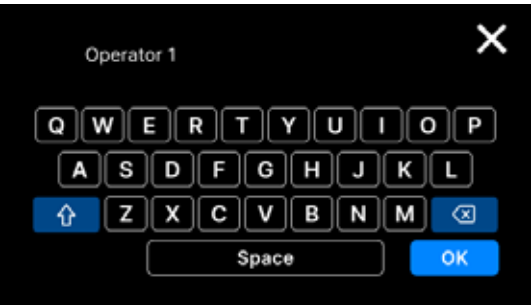 Operator 1
Q W E R T Y U I O P
A S D F G H J K L
Z X C V B N M
Space OK